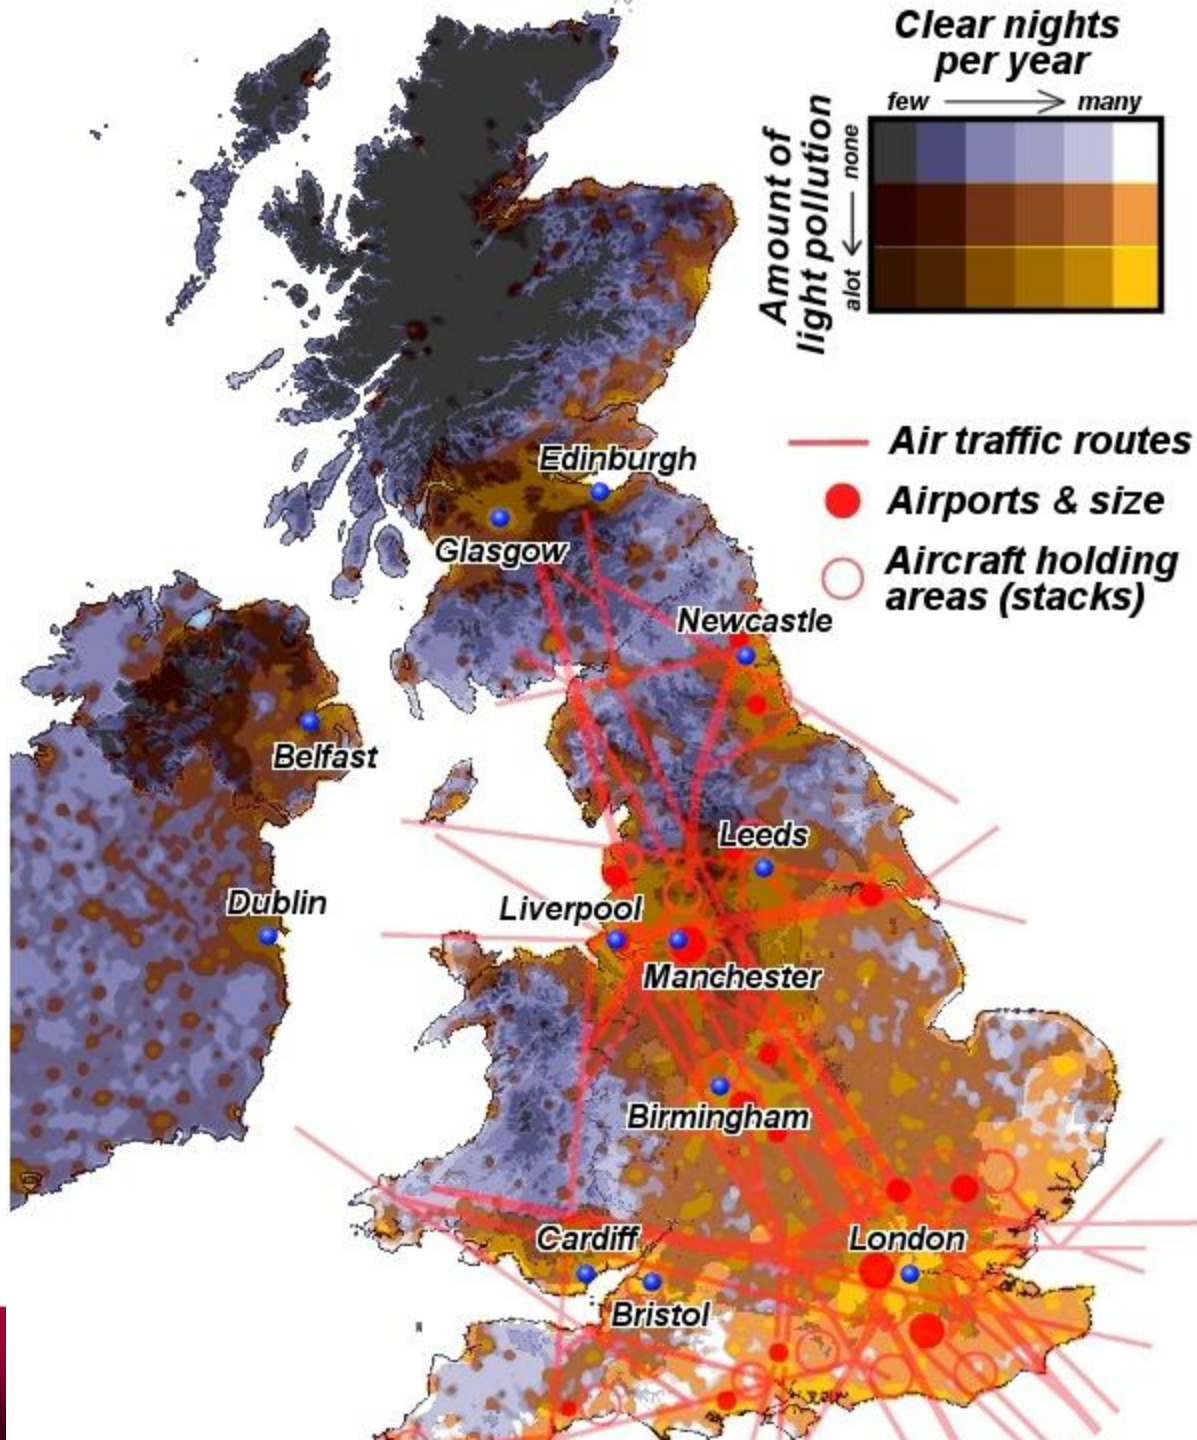 Clear nights
per year
few
many
Amount of
light pollution
none
alot
Air traffic routes
Airports & size
Aircraft holding
areas (stacks)
Edinburgh
Glasgow
Newcastle
Belfast
Leeds
Dublin
Liverpool
Manchester
Birmingham
Cardiff
London
Bristol